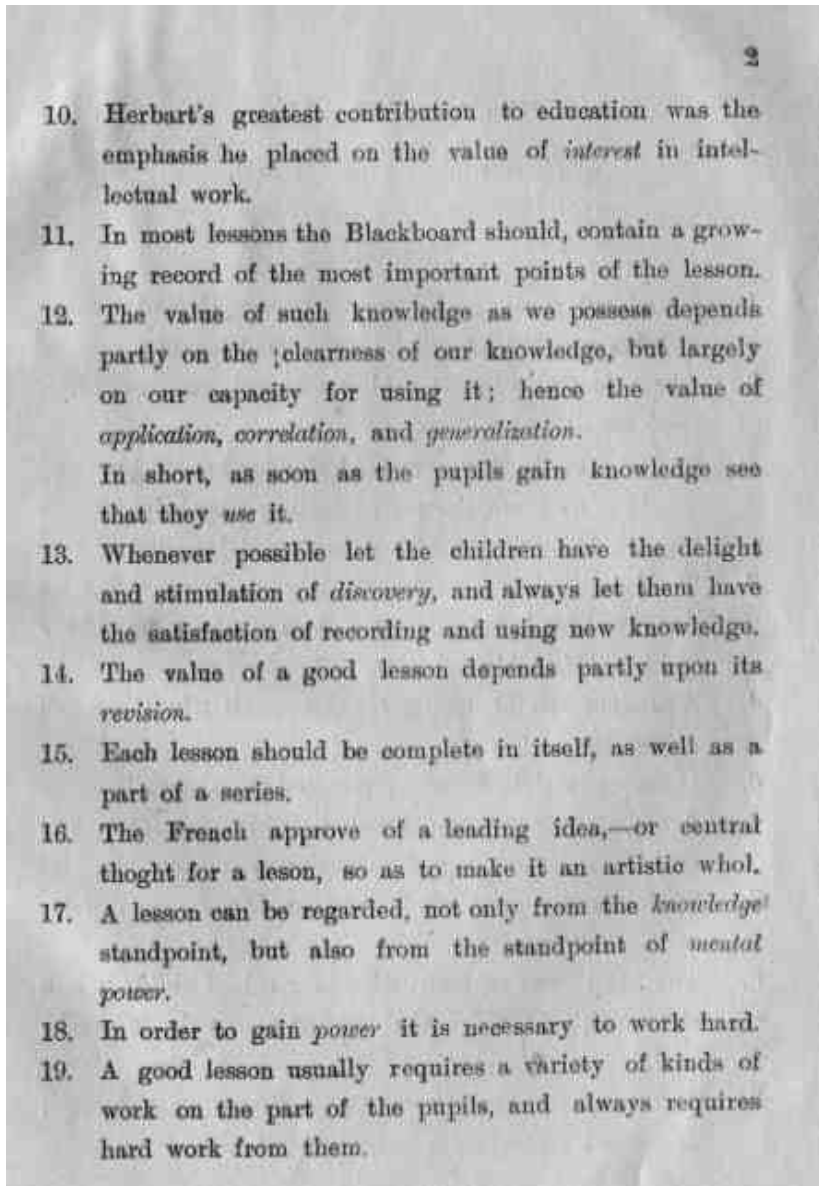 2
10. Herbart's greatest contribution to education was the
emphasis he placed on the value of interest in intel-
lectual work.
11. In most lessons the Blackboard should, contain a grow-
ing record of the most important points of the lesson.
12. The value of such knowledge as we possess depends
partly on the clearness of our knowledge, but largely
on our capacity for using it; hence the value of
application, correlation, and generalization.
In short, as soon as the pupils gain knowledge see
that they use it.
13. Whenever possible let the children have the delight
and stimulation of discovery, and always let them have
the satisfaction of recording and using new knowledge.
14. The value of a good lesson depends partly upon its
revision.
15. Each lesson should be complete in itself, as well as a
part of a series.
16. The French approve of a leading idea,—or central
thoght for a leson, so as to make it an artistic whol.
17. A lesson can be regarded, not only from the knowledge
standpoint, but also from the standpoint of mental
power.
18. In order to gain power it is necessary to work hard.
19. A good lesson usually requires a variety of kinds of
work on the part of the pupils, and always requires
hard work from them.